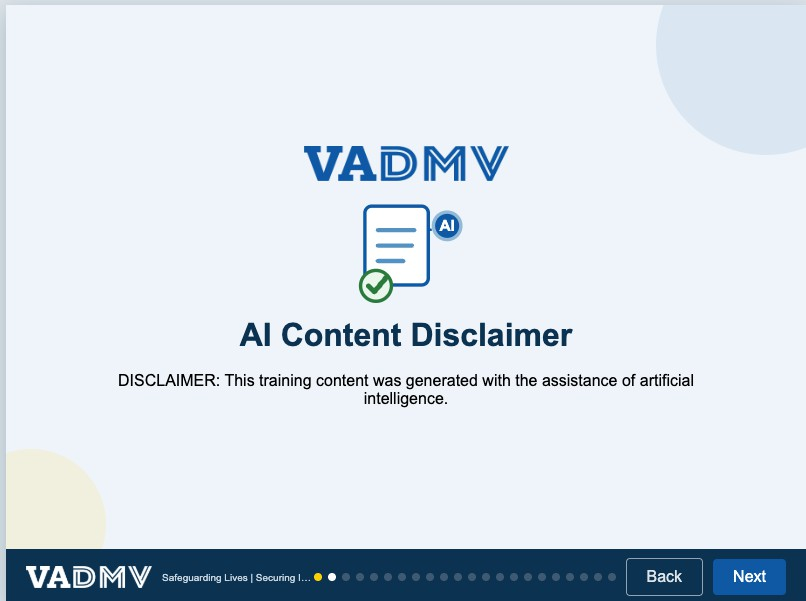 VADMV
AI
AI Content Disclaimer
DISCLAIMER: This training content was generated with the assistance of artificial
intelligence.
VADMV Safeguarding Lives | Securing I... Back Next